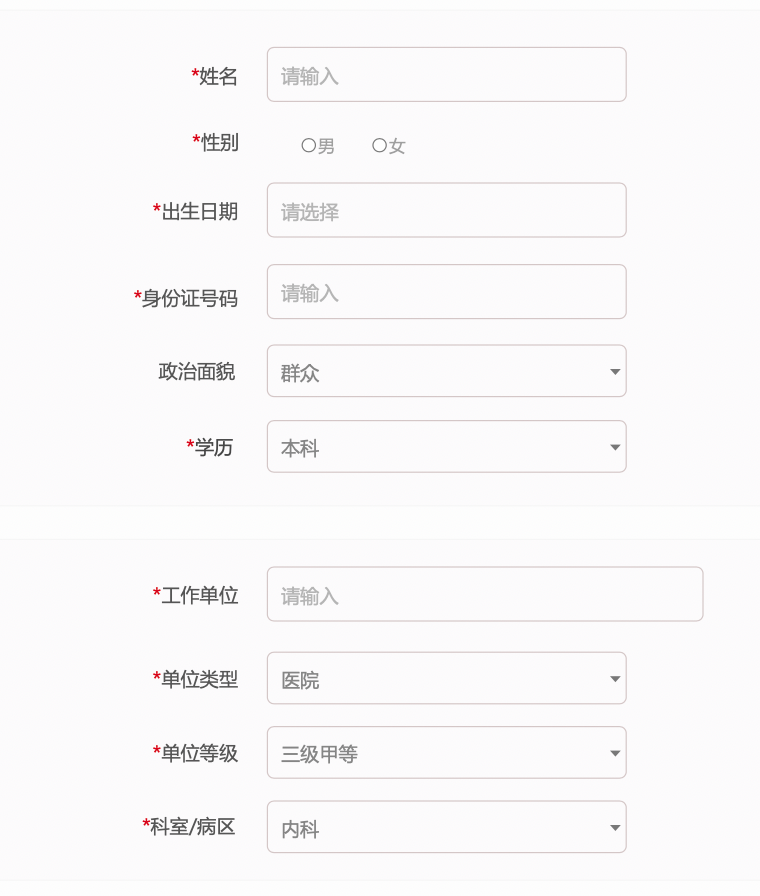 *姓名 请输入
*性别 男 女
*出生日期 请选择
*身份证号码 请输入
政治面貌 群众
*学历 本科
*工作单位 请输入
*单位类型 医院
*单位等级 三级甲等
*科室/病区 内科